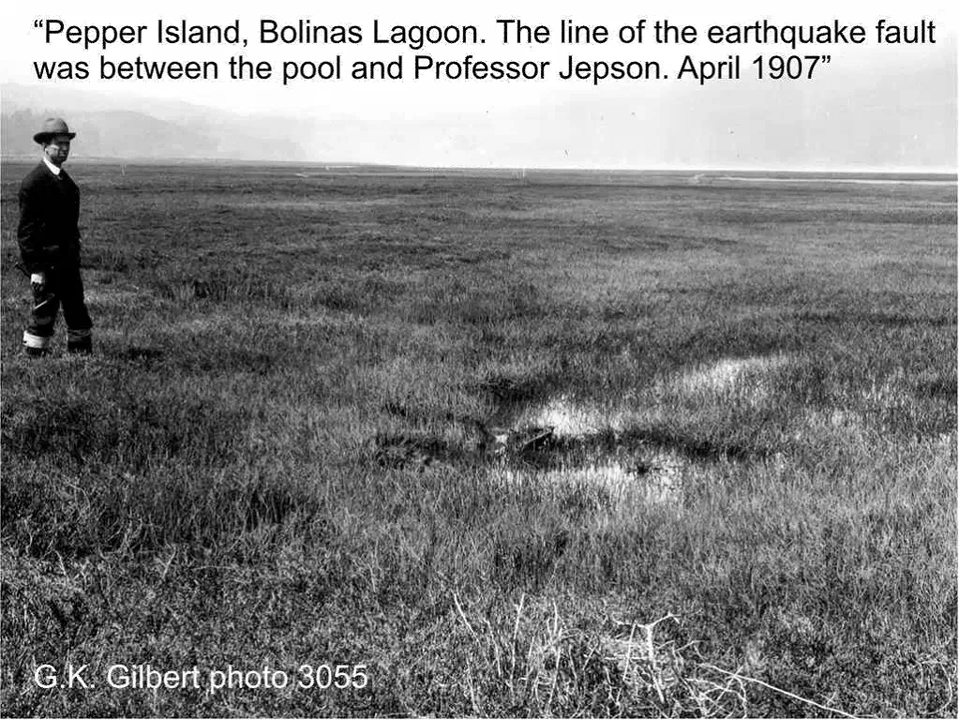 “Pepper Island, Bolinas Lagoon. The line of the earthquake fault
was between the pool and Professor Jepson. April 1907”
G.K. Gilbert photo 3055